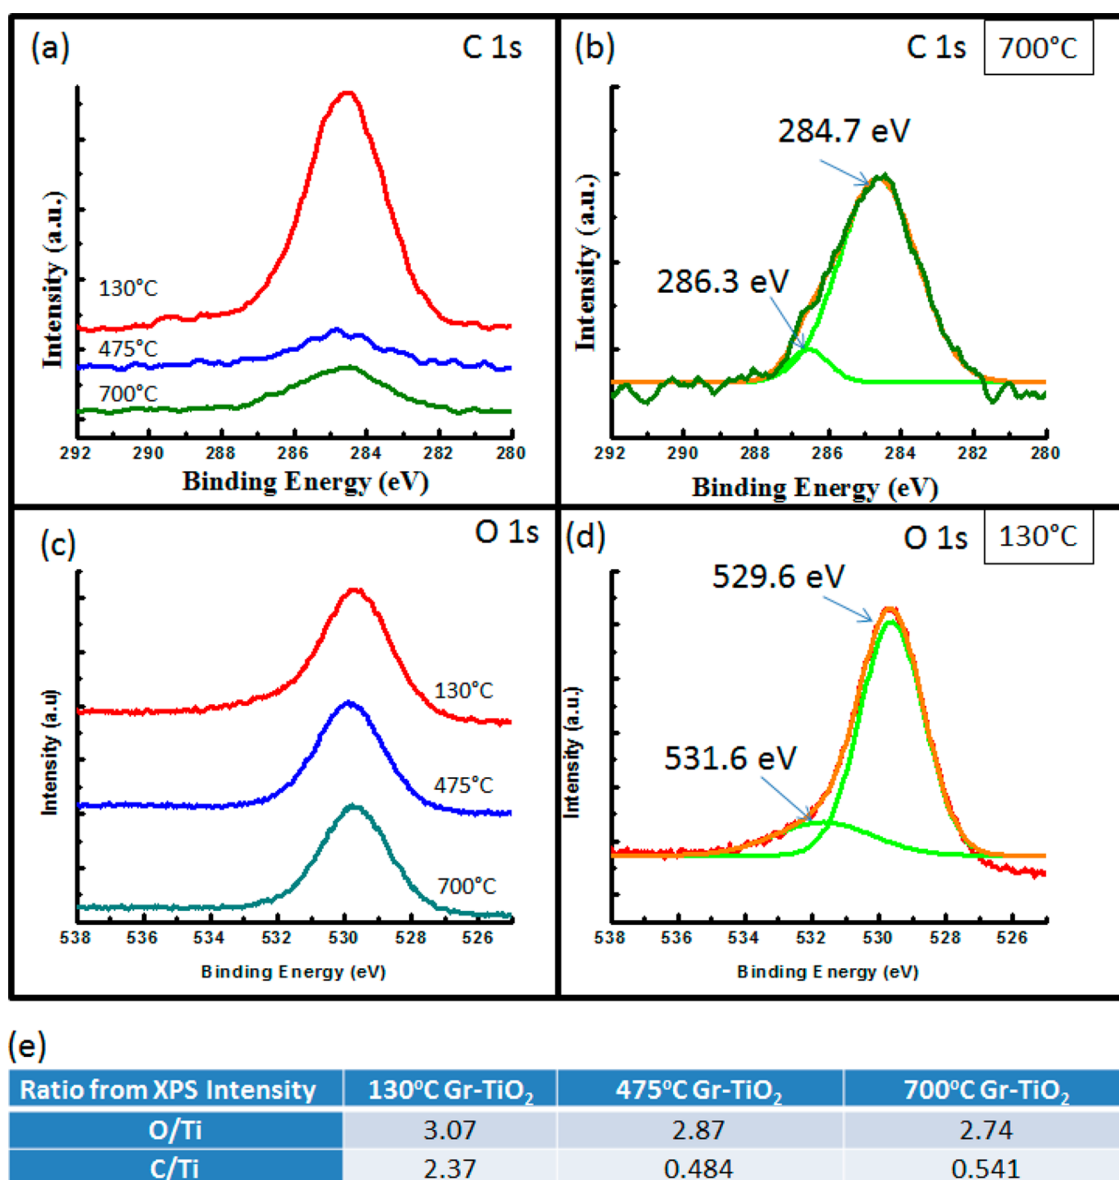 (a)
C 1s
130°C
475°C
700°C
Intensity (a.u.)
292 290 288 286 284 282 280
Binding Energy (eV)
(b)
C 1s
700°C
284.7 eV
286.3 eV
Intensity (a.u.)
292 290 288 286 284 282 280
Binding Energy (eV)
(c)
O 1s
130°C
475°C
700°C
Intensity (a.u)
538 536 534 532 530 528 526
Binding Energy (eV)
(d)
O 1s
130°C
529.6 eV
531.6 eV
Intensity (a.u.)
538 536 534 532 530 528 526
Binding Energy (eV)
(e)
Ratio from XPS Intensity 130°C Gr-TiO₂ 475°C Gr-TiO₂ 700°C Gr-TiO₂
O/Ti 3.07 2.87 2.74
C/Ti 2.37 0.484 0.541